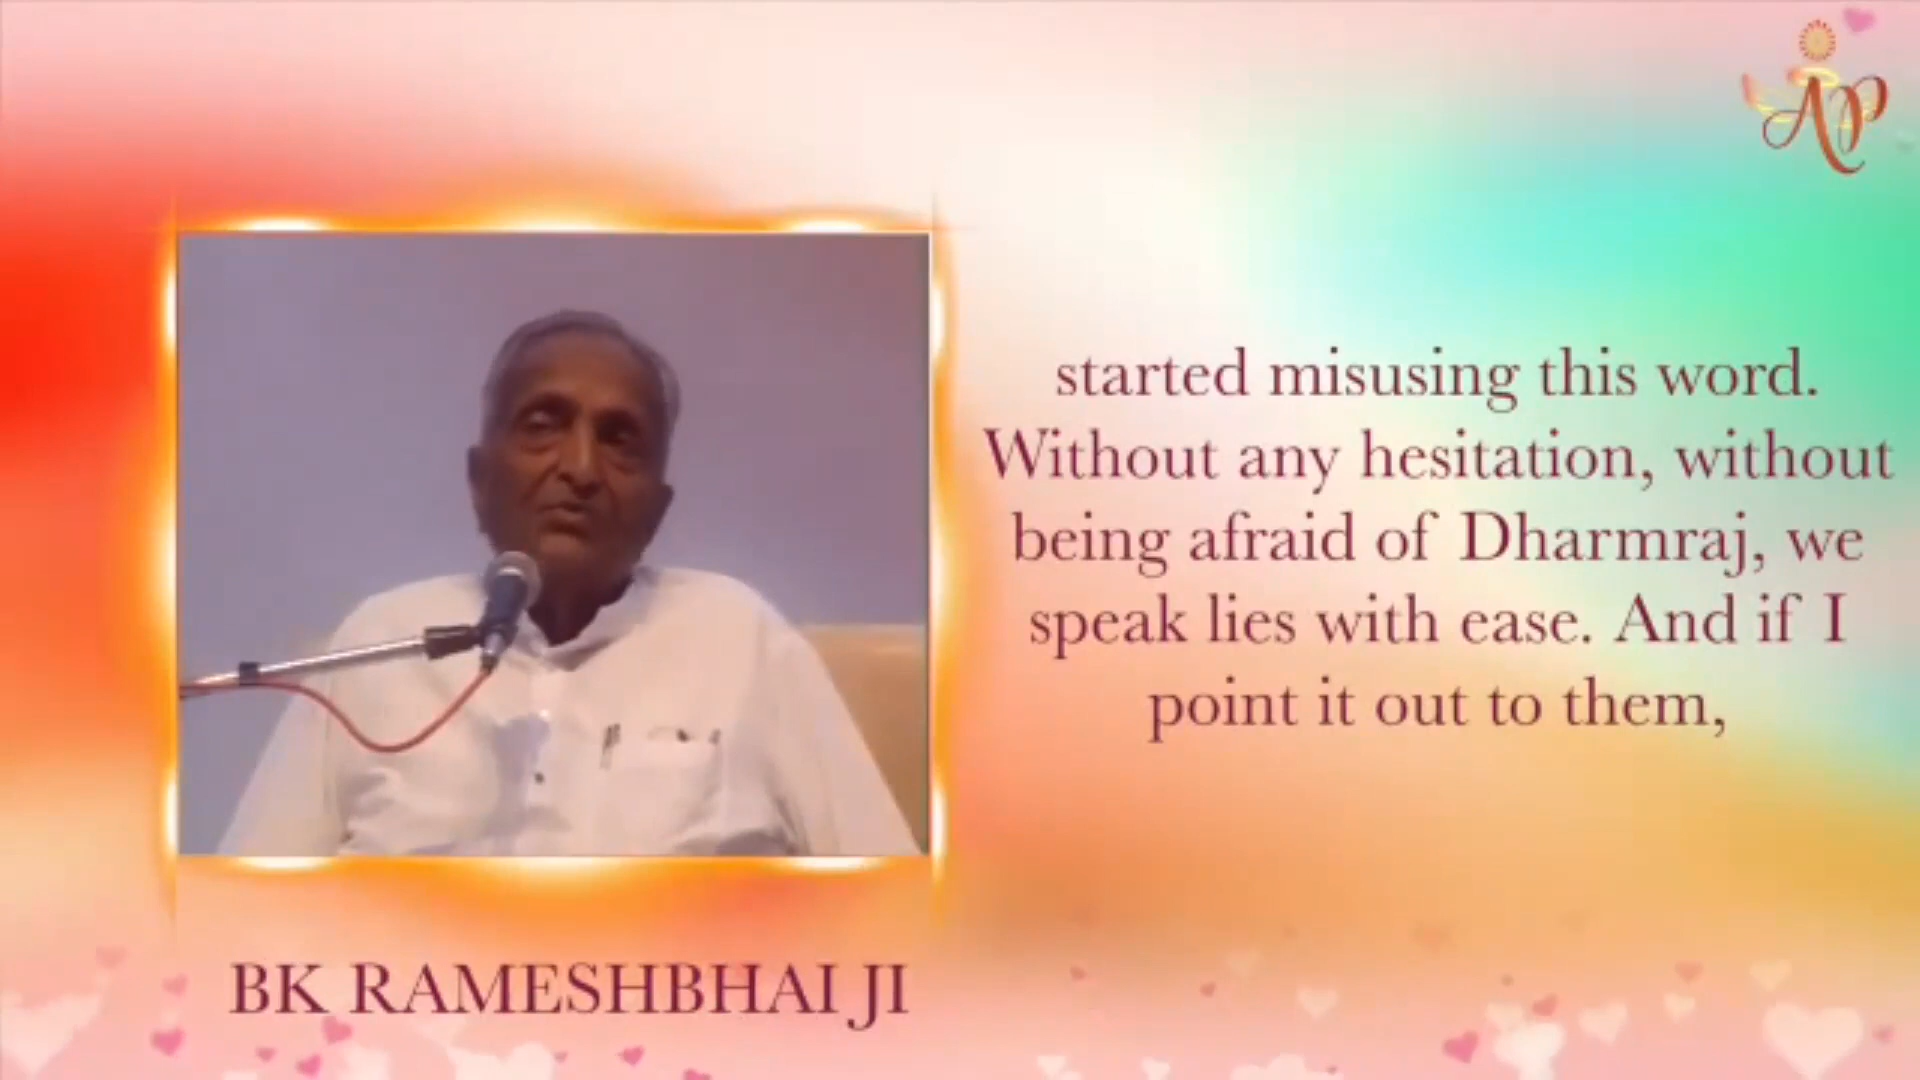 AP
started misusing this word.
Without any hesitation, without
being afraid of Dharmraj, we
speak lies with ease. And if I
point it out to them,
BK RAMESHBHAI JI